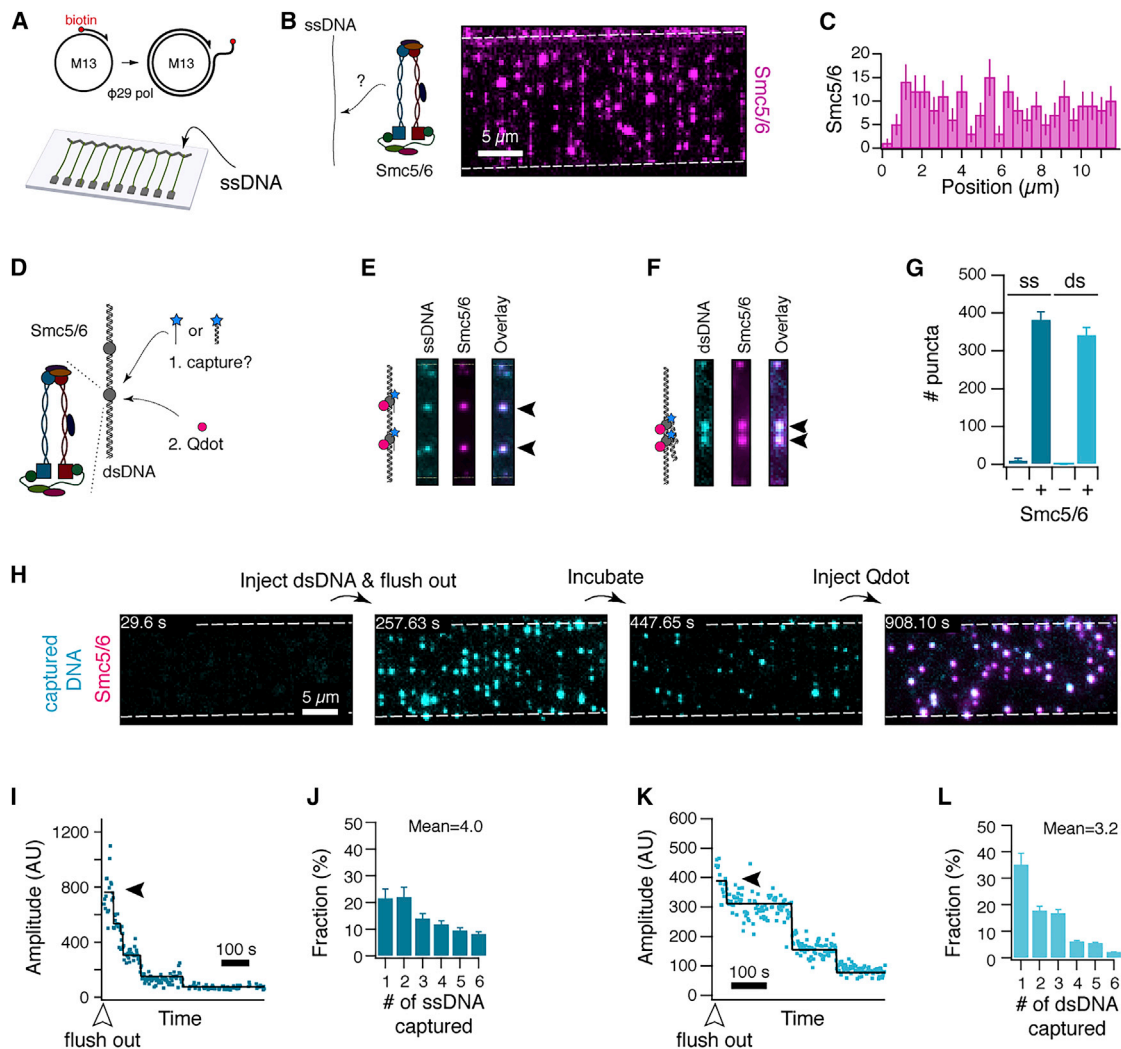 A
biotin
M13
M13
ϕ29 pol
ssDNA
B
ssDNA
?
Smc5/6
5 µm
Smc5/6
C
Smc5/6
20
15
10
5
0
0 2 4 6 8 10
Position (µm)
D
Smc5/6
or
1. capture?
2. Qdot
dsDNA
E
ssDNA
Smc5/6
Overlay
F
dsDNA
Smc5/6
Overlay
G
# puncta
500
400
300
200
100
0
ss ds
– + – +
Smc5/6
H
Inject dsDNA & flush out
Incubate
Inject Qdot
captured
DNA
Smc5/6
29.6 s
5 µm
257.63 s
447.65 s
908.10 s
I
Amplitude (AU)
1200
800
400
0
100 s
Time
flush out
J
Mean=4.0
Fraction (%)
50
40
30
20
10
0
1 2 3 4 5 6
# of ssDNA
captured
K
Amplitude (AU)
600
500
400
300
200
100
0
100 s
Time
flush out
L
Mean=3.2
Fraction (%)
50
40
30
20
10
0
1 2 3 4 5 6
# of dsDNA
captured